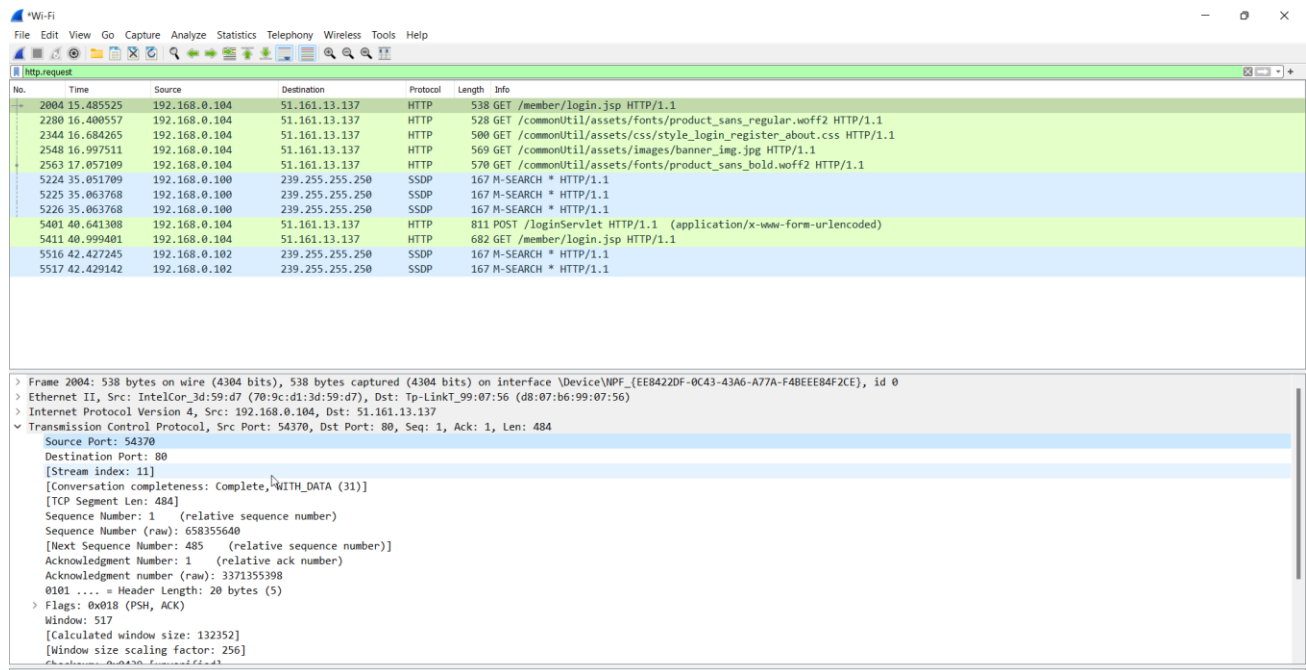 *Wi-Fi
File Edit View Go Capture Analyze Statistics Telephony Wireless Tools Help
http.request
No. Time Source Destination Protocol Length Info
2004 15.485525 192.168.0.104 51.161.13.137 HTTP 538 GET /member/login.jsp HTTP/1.1
2280 16.400557 192.168.0.104 51.161.13.137 HTTP 528 GET /commonUtil/assets/fonts/product_sans_regular.woff2 HTTP/1.1
2344 16.684265 192.168.0.104 51.161.13.137 HTTP 500 GET /commonUtil/assets/css/style_login_register_about.css HTTP/1.1
2548 16.997511 192.168.0.104 51.161.13.137 HTTP 569 GET /commonUtil/assets/images/banner_img.jpg HTTP/1.1
2563 17.057109 192.168.0.104 51.161.13.137 HTTP 570 GET /commonUtil/assets/fonts/product_sans_bold.woff2 HTTP/1.1
5224 35.051709 192.168.0.100 239.255.255.250 SSDP 167 M-SEARCH * HTTP/1.1
5225 35.063768 192.168.0.100 239.255.255.250 SSDP 167 M-SEARCH * HTTP/1.1
5226 35.063768 192.168.0.100 239.255.255.250 SSDP 167 M-SEARCH * HTTP/1.1
5401 40.641308 192.168.0.104 51.161.13.137 HTTP 811 POST /loginServlet HTTP/1.1 (application/x-www-form-urlencoded)
5411 40.999401 192.168.0.104 51.161.13.137 HTTP 682 GET /member/login.jsp HTTP/1.1
5516 42.427245 192.168.0.102 239.255.255.250 SSDP 167 M-SEARCH * HTTP/1.1
5517 42.429142 192.168.0.102 239.255.255.250 SSDP 167 M-SEARCH * HTTP/1.1
Frame 2004: 538 bytes on wire (4304 bits), 538 bytes captured (4304 bits) on interface \Device\NPF_{EE8422DF-0C43-43A6-A77A-F4BEEE84F2CE}, id 0
Ethernet II, Src: IntelCor_3d:59:d7 (70:9c:d1:3d:59:d7), Dst: Tp-LinkT_99:07:56 (d8:07:b6:99:07:56)
Internet Protocol Version 4, Src: 192.168.0.104, Dst: 51.161.13.137
Transmission Control Protocol, Src Port: 54370, Dst Port: 80, Seq: 1, Ack: 1, Len: 484
Source Port: 54370
Destination Port: 80
[Stream index: 11]
[Conversation completeness: Complete, WITH_DATA (31)]
[TCP Segment Len: 484]
Sequence Number: 1 (relative sequence number)
Sequence Number (raw): 658355640
[Next Sequence Number: 485 (relative sequence number)]
Acknowledgment Number: 1 (relative ack number)
Acknowledgment number (raw): 3371355398
0101 .... = Header Length: 20 bytes (5)
Flags: 0x018 (PSH, ACK)
Window: 517
[Calculated window size: 132352]
[Window size scaling factor: 256]